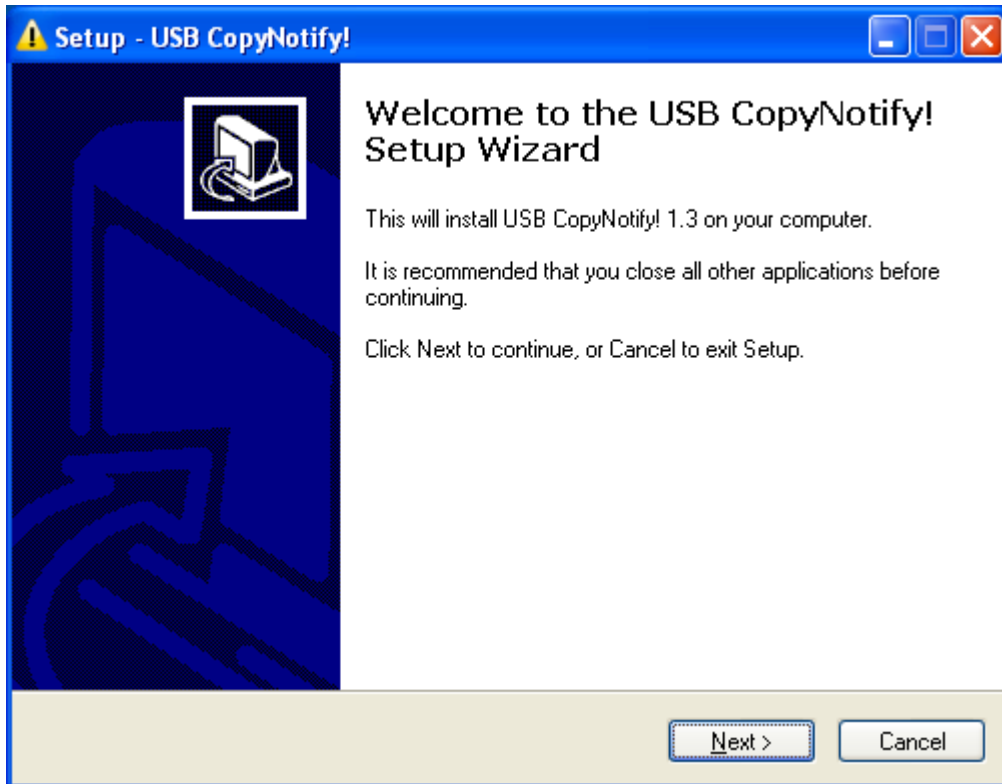 Setup - USB CopyNotify!
Welcome to the USB CopyNotify!
Setup Wizard
This will install USB CopyNotify! 1.3 on your computer.
It is recommended that you close all other applications before
continuing.
Click Next to continue, or Cancel to exit Setup.
Next >
Cancel